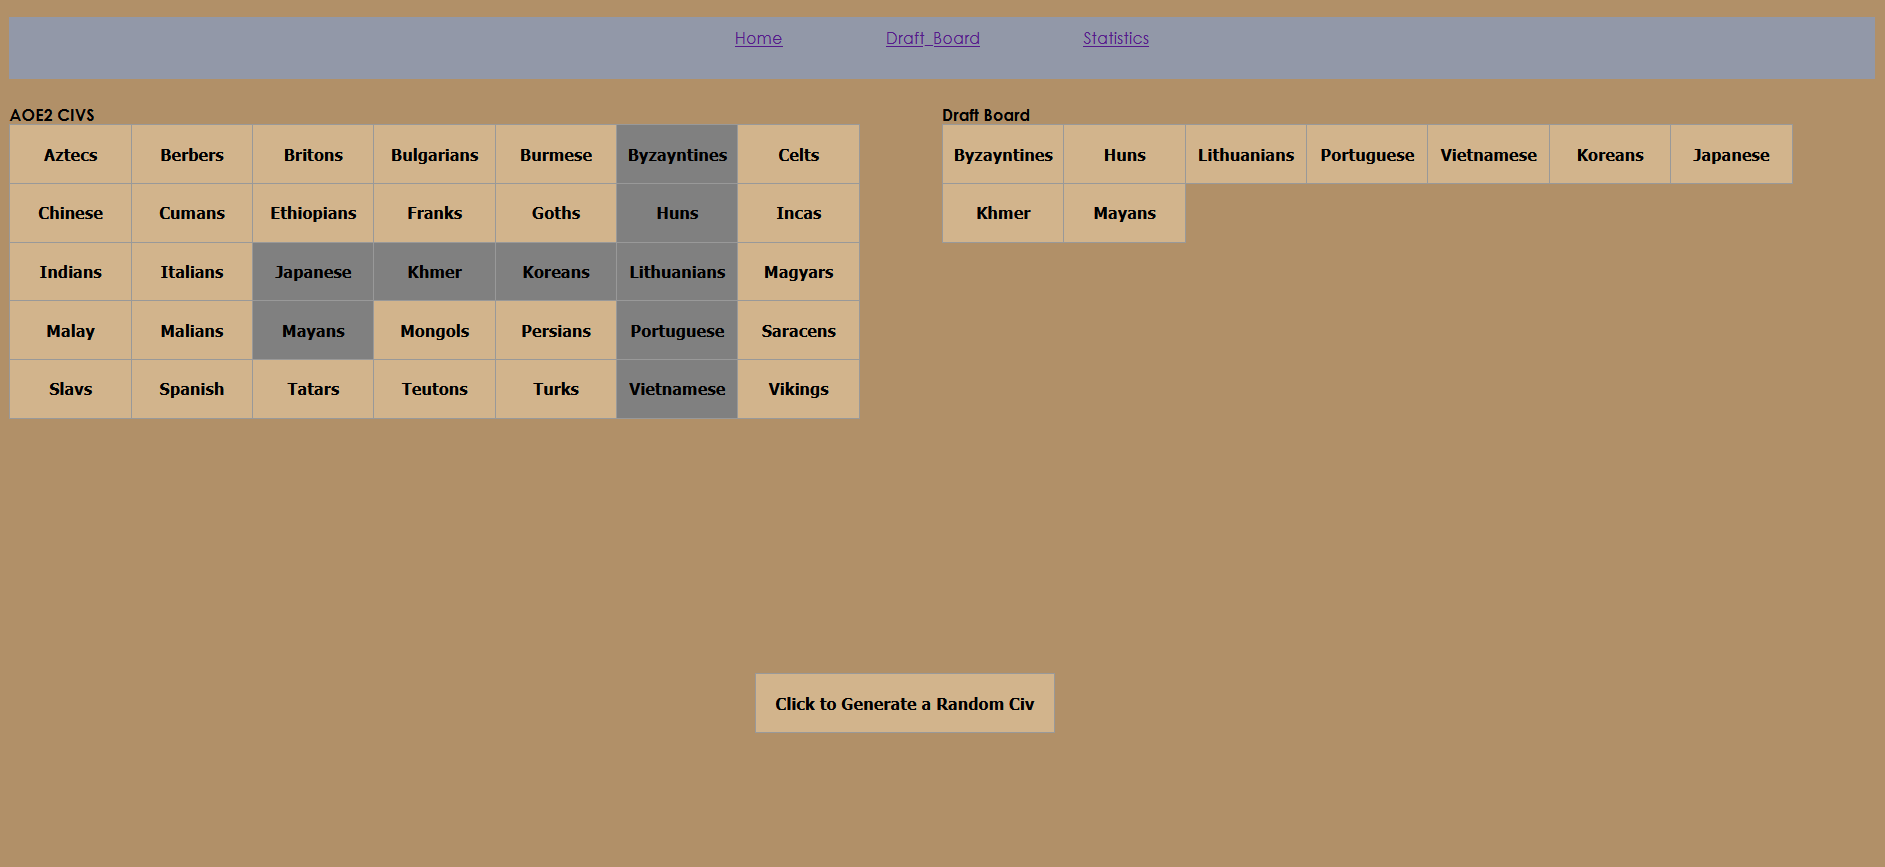 Home Draft_Board Statistics
AOE2 CIVS
Aztecs Berbers Britons Bulgarians Burmese Byzayntines Celts
Chinese Cumans Ethiopians Franks Goths Huns Incas
Indians Italians Japanese Khmer Koreans Lithuanians Magyars
Malay Malians Mayans Mongols Persians Portuguese Saracens
Slavs Spanish Tatars Teutons Turks Vietnamese Vikings
Draft Board
Byzayntines Huns Lithuanians Portuguese Vietnamese Koreans Japanese
Khmer Mayans
Click to Generate a Random Civ